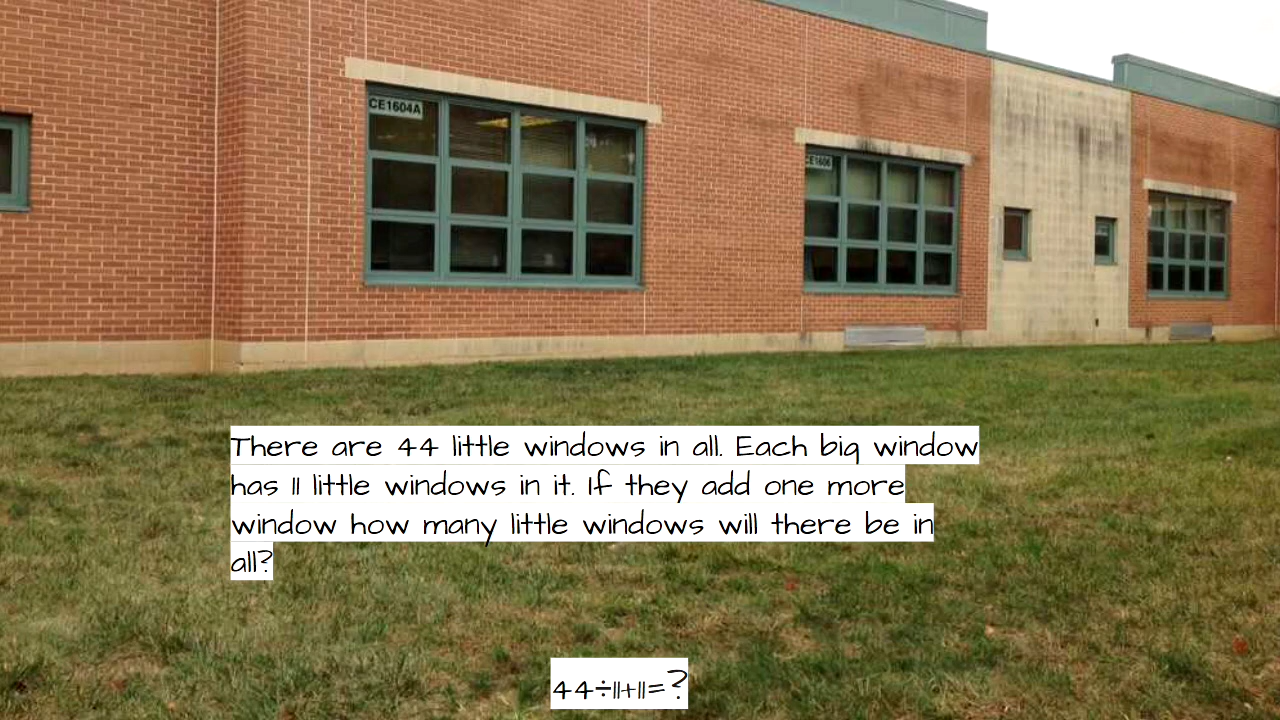 CE1604A
CE1606
There are 44 little windows in all. Each big window
has 11 little windows in it. If they add one more
window how many little windows will there be in
all?
44÷11+11=?